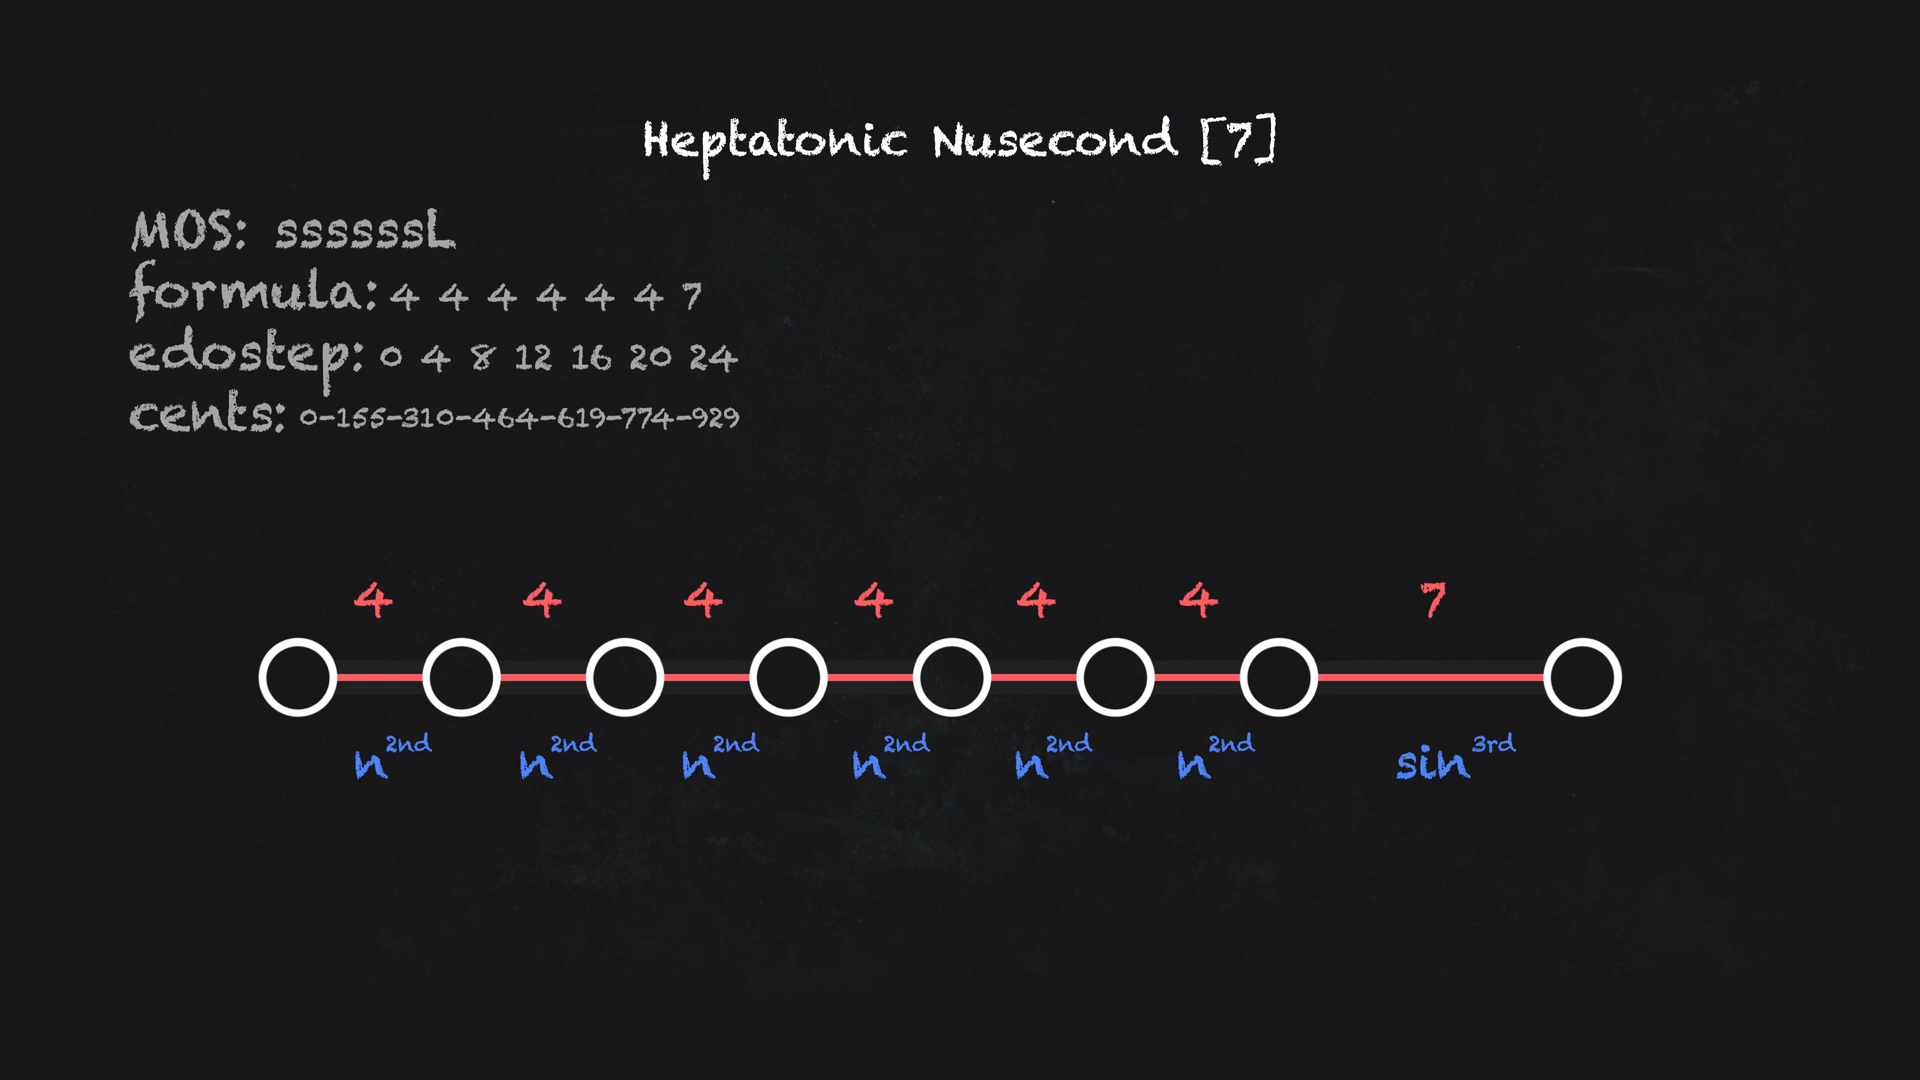 Heptatonic Nusecond [7]
MOS: ssssssL
formula: 4 4 4 4 4 4 7
edostep: 0 4 8 12 16 20 24
cents: 0-155-310-464-619-774-929
4 4 4 4 4 4 7
n2nd n2nd n2nd n2nd n2nd n2nd sin3rd